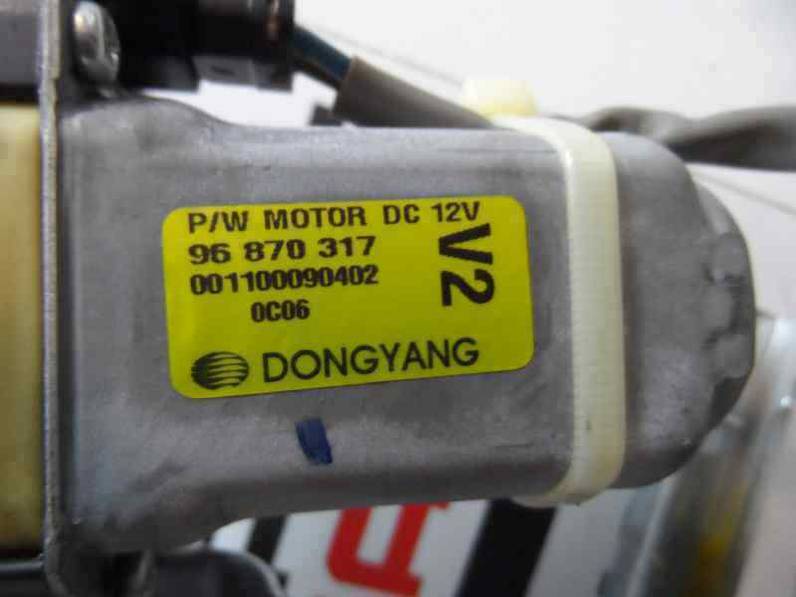 P/W MOTOR DC 12V
96 870 317
001100090402
0C06
V2
DONGYANG